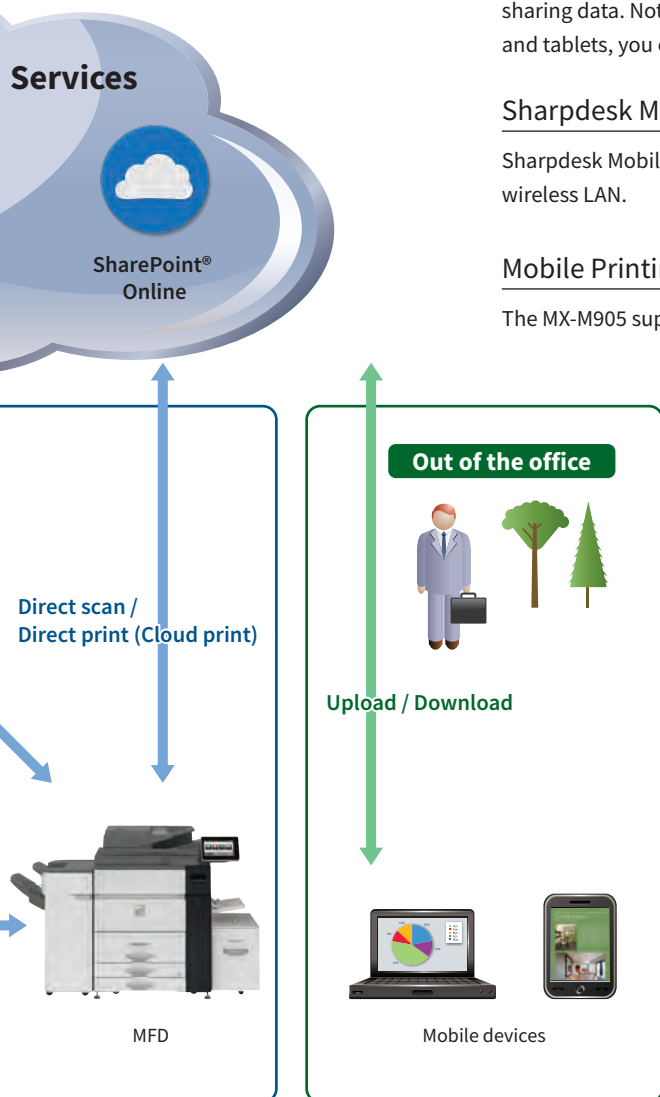 sharing data. Not
and tablets, you
Services
Sharpdesk M
Sharpdesk Mobil
wireless LAN.
SharePoint®
Online
Mobile Printi
The MX-M905 sup
Out of the office
Direct scan /
Direct print (Cloud print)
Upload / Download
MFD
Mobile devices